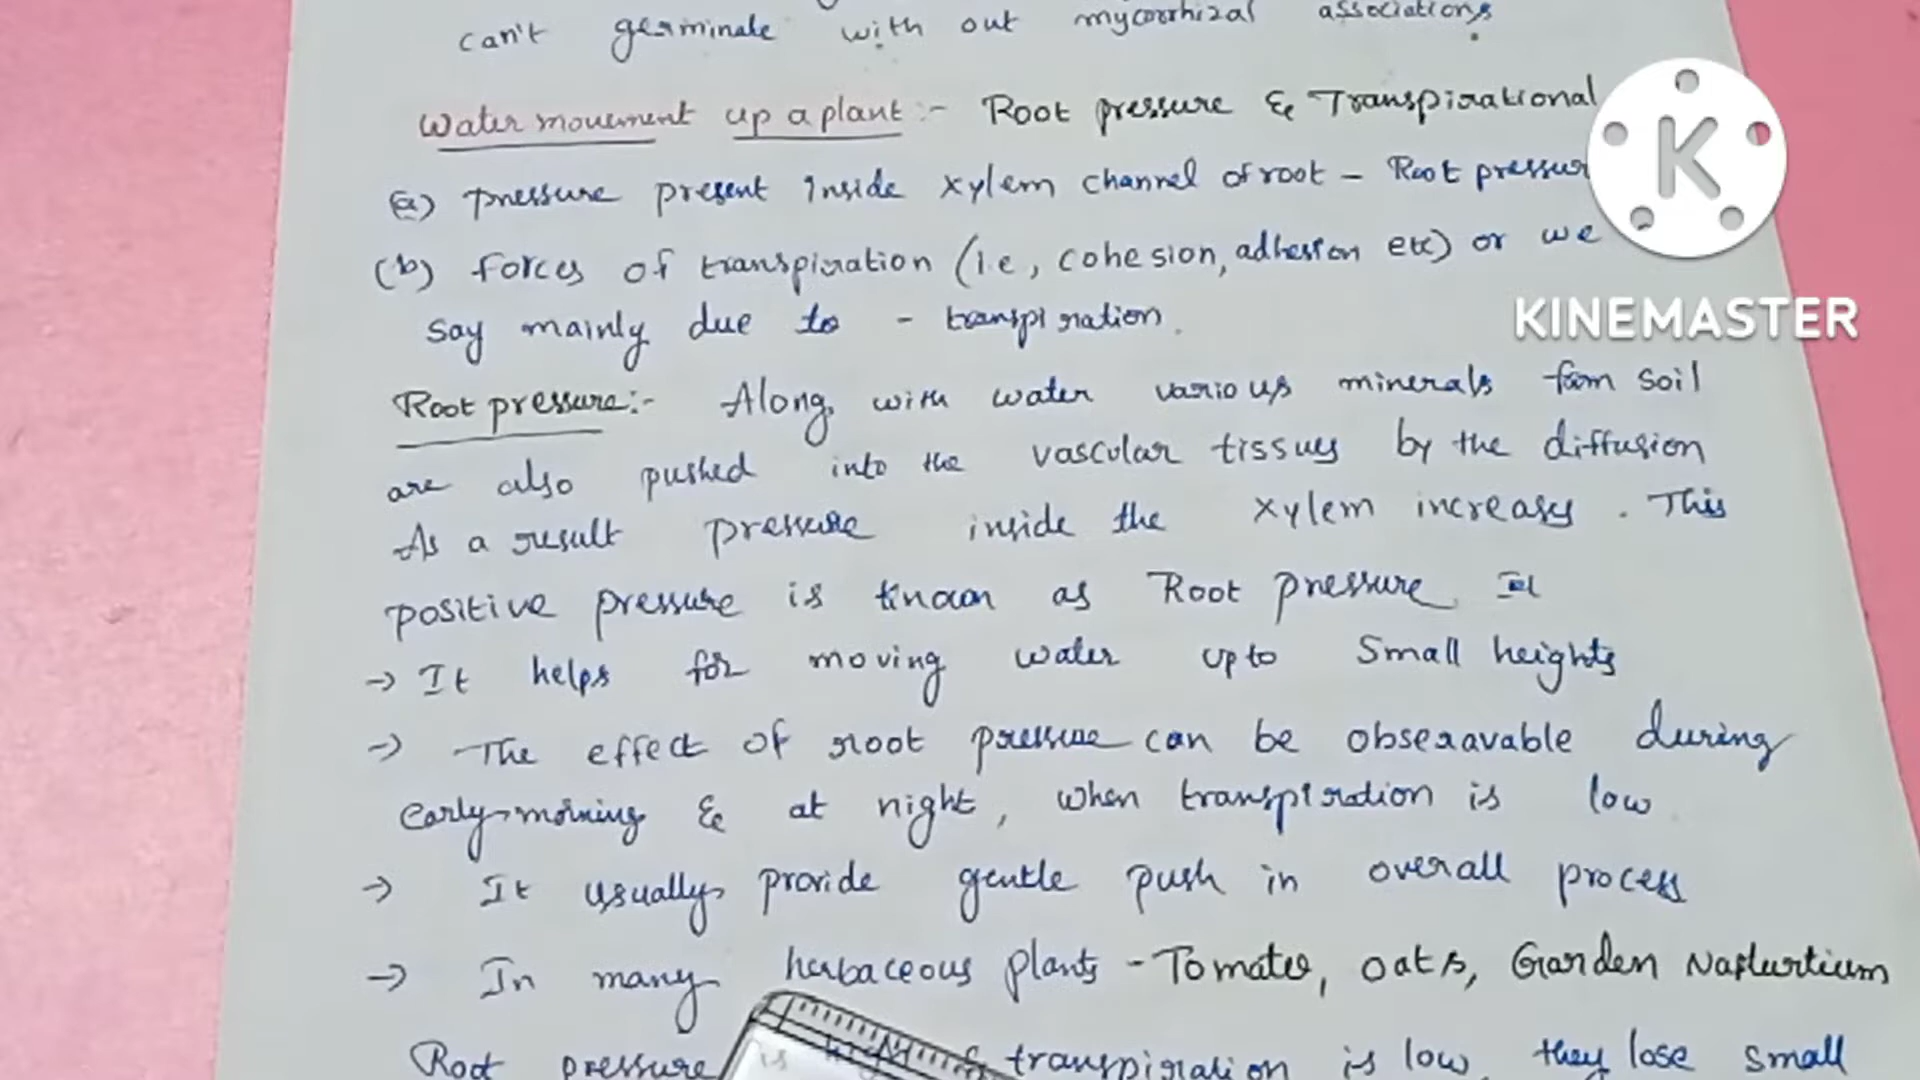 can't germinate with out mycorrhizal associations.
Water movement up a plant:- Root pressure & Transpirational
(a) pressure present inside xylem channel of root - Root pressur
(b) Forces of transpiration (i.e, cohesion, adhesion etc) or we
say mainly due to - transpiration.
K
KINEMASTER
Root pressure:- Along with water various minerals from soil
are also pushed into the vascular tissues by the diffusion
As a result pressure inside the xylem increases. This
positive pressure is known as Root pressure
→ It helps for moving water upto Small heights
→ The effect of root pressure can be obseravable during
early morning & at night, when transpiration is low
→ It usually provide gentle push in overall process
→ In many herbaceous plants - Tomato, oats, Garden Nasturtium
Root pressure is high & transpiration is low, they lose small